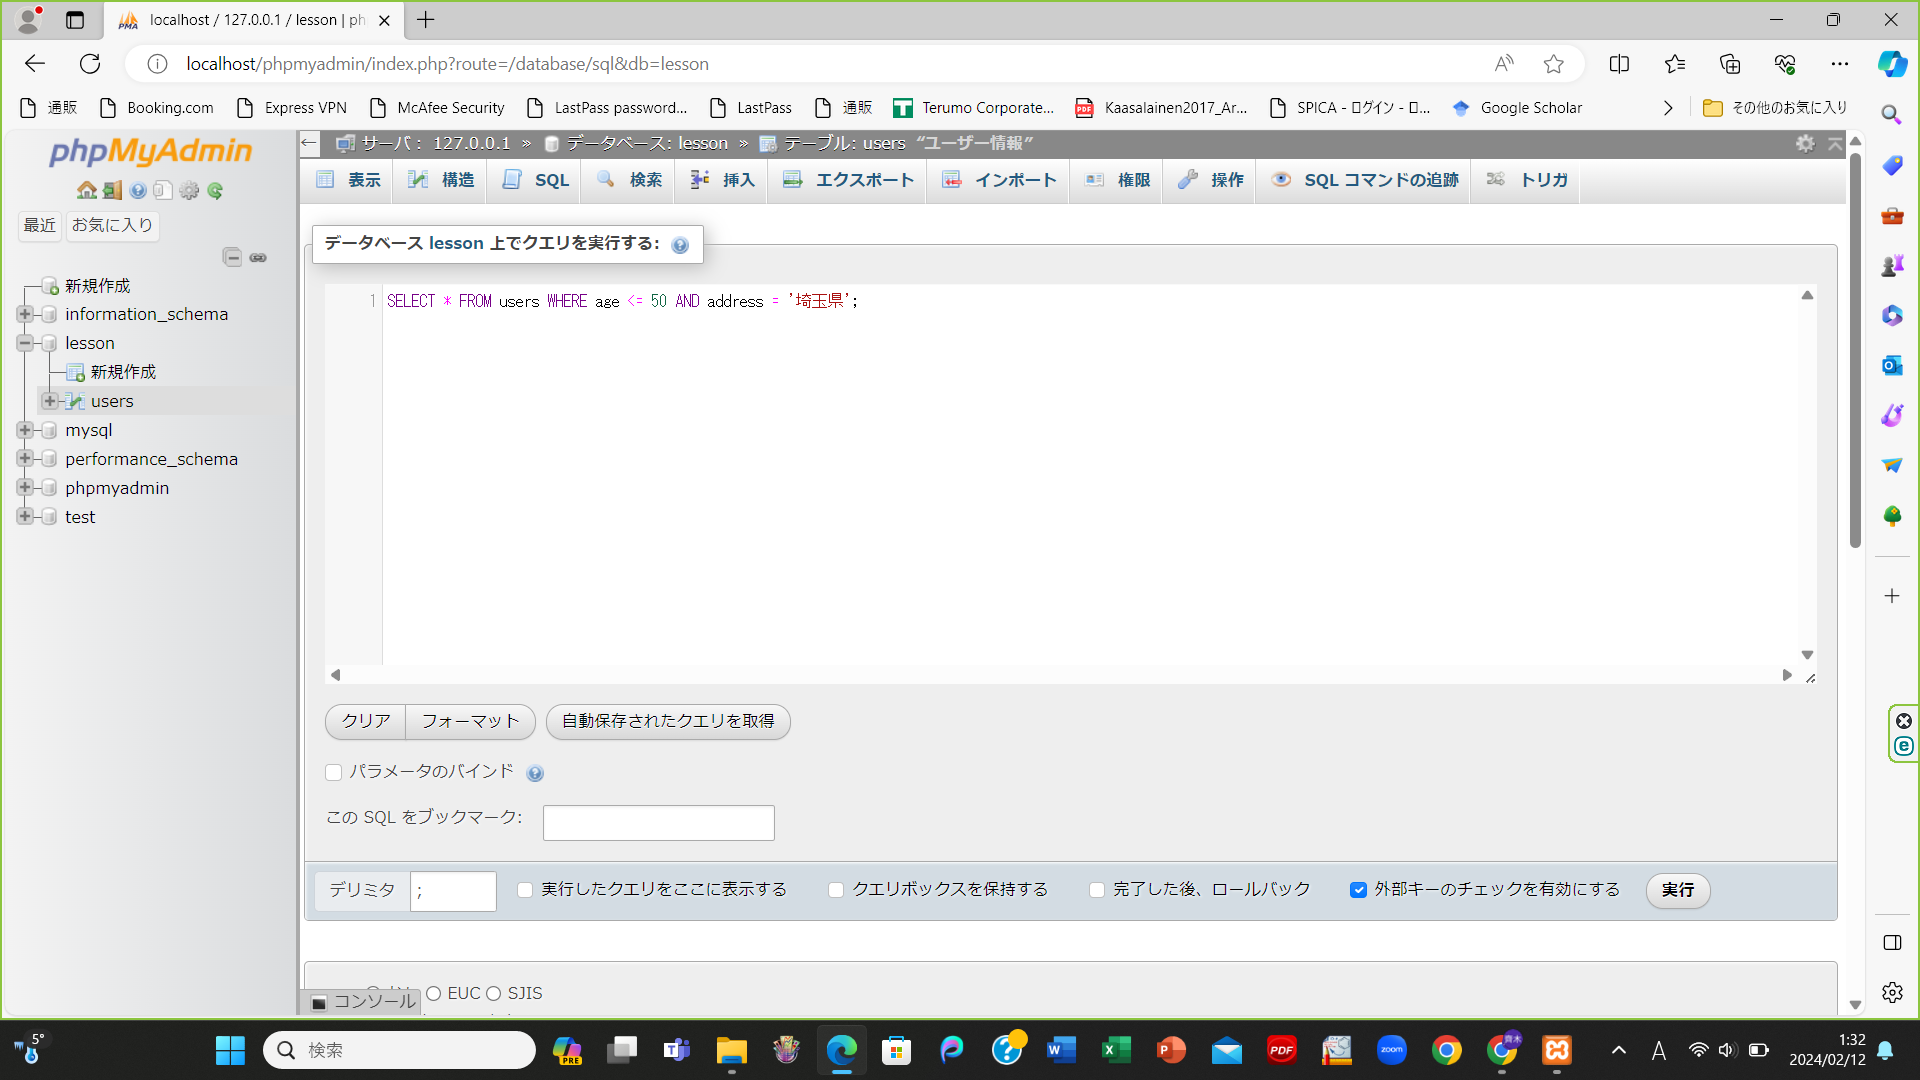 localhost / 127.0.0.1 / lesson | ph
localhost/phpmyadmin/index.php?route=/database/sql&db=lesson
通販 Booking.com Express VPN McAfee Security LastPass password... LastPass 通販 Terumo Corporate... Kaasalainen2017_Ar... SPICA - ログイン - ロ... Google Scholar その他のお気に入り
phpMyAdmin
最近 お気に入り
新規作成
information_schema
lesson
新規作成
users
mysql
performance_schema
phpmyadmin
test
サーバ： 127.0.0.1 » データベース: lesson » テーブル: users “ユーザー情報”
表示 構造 SQL 検索 挿入 エクスポート インポート 権限 操作 SQL コマンドの追跡 トリガ
データベース lesson 上でクエリを実行する:
1 SELECT * FROM users WHERE age <= 50 AND address = '埼玉県';
クリア フォーマット 自動保存されたクエリを取得
パラメータのバインド
この SQL をブックマーク:
デリミタ ; 実行したクエリをここに表示する クエリボックスを保持する 完了した後、ロールバック 外部キーのチェックを有効にする 実行
EUC SJIS
コンソール
5°
検索
PRE
zoom
PDF
A
1:32
2024/02/12